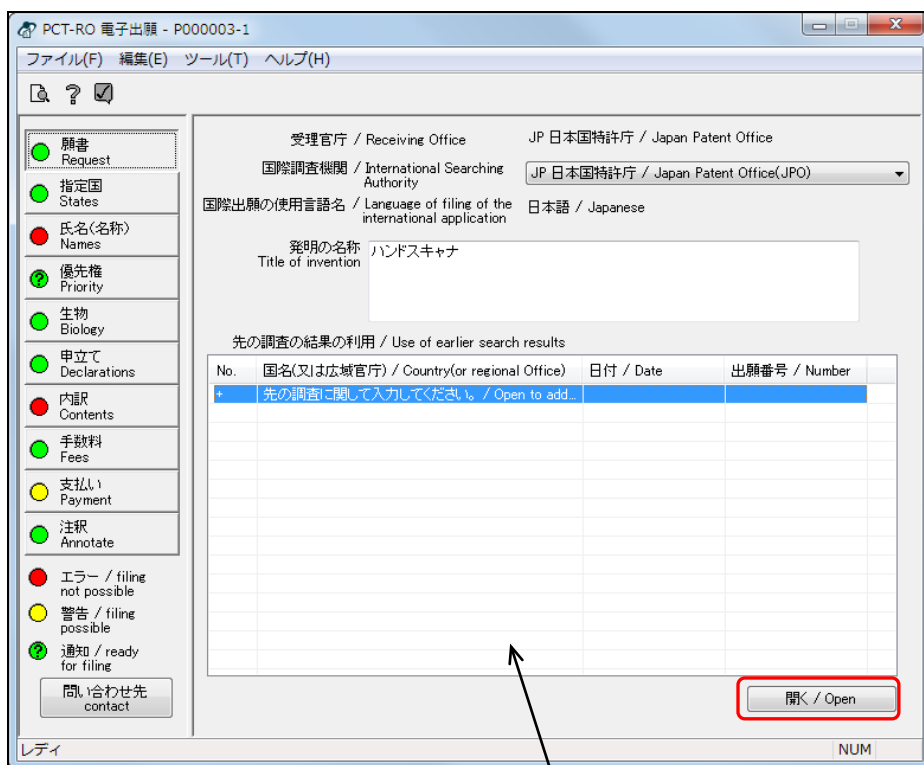 PCT-RO 電子出願 - P000003-1
ファイル(F) 編集(E) ツール(T) ヘルプ(H)
願書
Request
指定国
States
氏名(名称)
Names
優先権
Priority
生物
Biology
申立て
Declarations
内訳
Contents
手数料
Fees
支払い
Payment
注釈
Annotate
エラー / filing
not possible
警告 / filing
possible
通知 / ready
for filing
問い合わせ先
contact
受理官庁 / Receiving Office JP 日本国特許庁 / Japan Patent Office
国際調査機関 / International Searching
Authority
JP 日本国特許庁 / Japan Patent Office(JPO)
国際出願の使用言語名 / Language of filing of the
international application
日本語 / Japanese
発明の名称
Title of invention
ハンドスキャナ
先の調査の結果の利用 / Use of earlier search results
No. 国名(又は広域官庁) / Country(or regional Office) 日付 / Date 出願番号 / Number
+ 先の調査に関して入力してください。 / Open to add...
開く / Open
レディ NUM